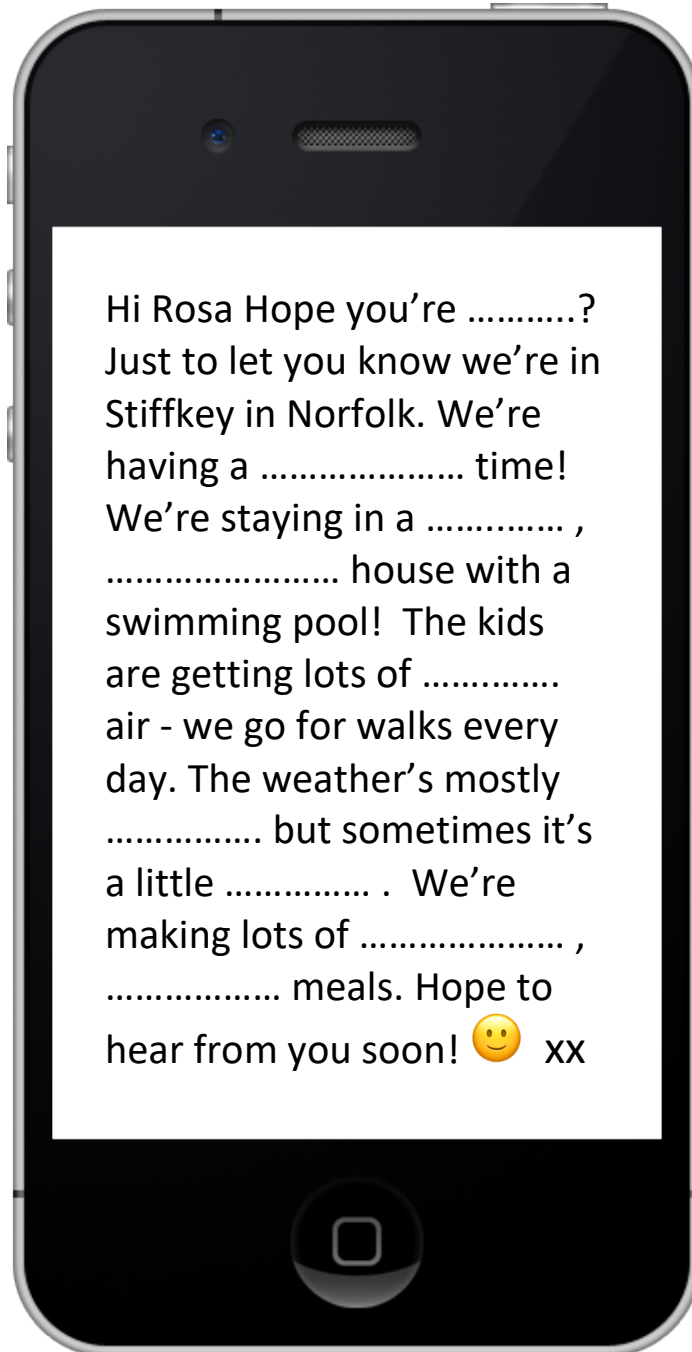 Hi Rosa Hope you’re ………..?
Just to let you know we’re in
Stiffkey in Norfolk. We’re
having a ………………… time!
We’re staying in a …….…… ,
…………………… house with a
swimming pool!  The kids
are getting lots of …….…….
air - we go for walks every
day. The weather’s mostly
……………. but sometimes it’s
a little …………… .  We’re
making lots of ………………… ,
……………… meals. Hope to
hear from you soon! 🙂 xx